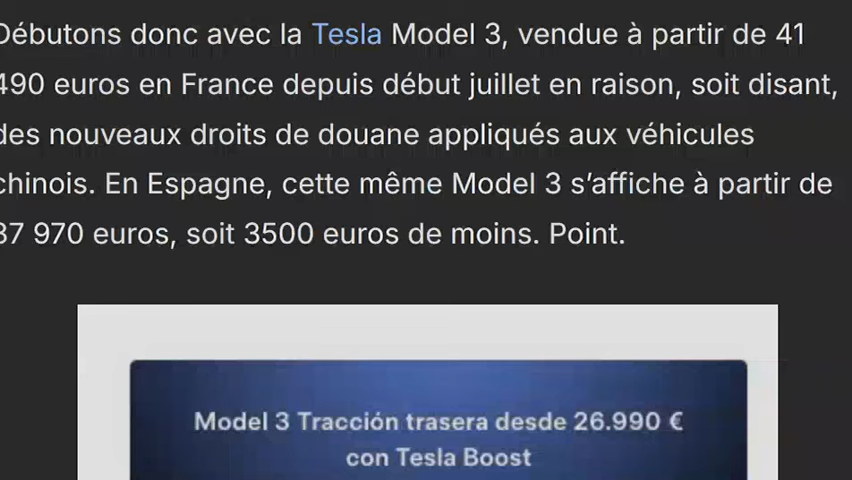 Débutons donc avec la Tesla Model 3, vendue à partir de 41
490 euros en France depuis début juillet en raison, soit disant,
des nouveaux droits de douane appliqués aux véhicules
chinois. En Espagne, cette même Model 3 s’affiche à partir de
37 970 euros, soit 3500 euros de moins. Point.
Model 3 Tracción trasera desde 26.990 €
con Tesla Boost